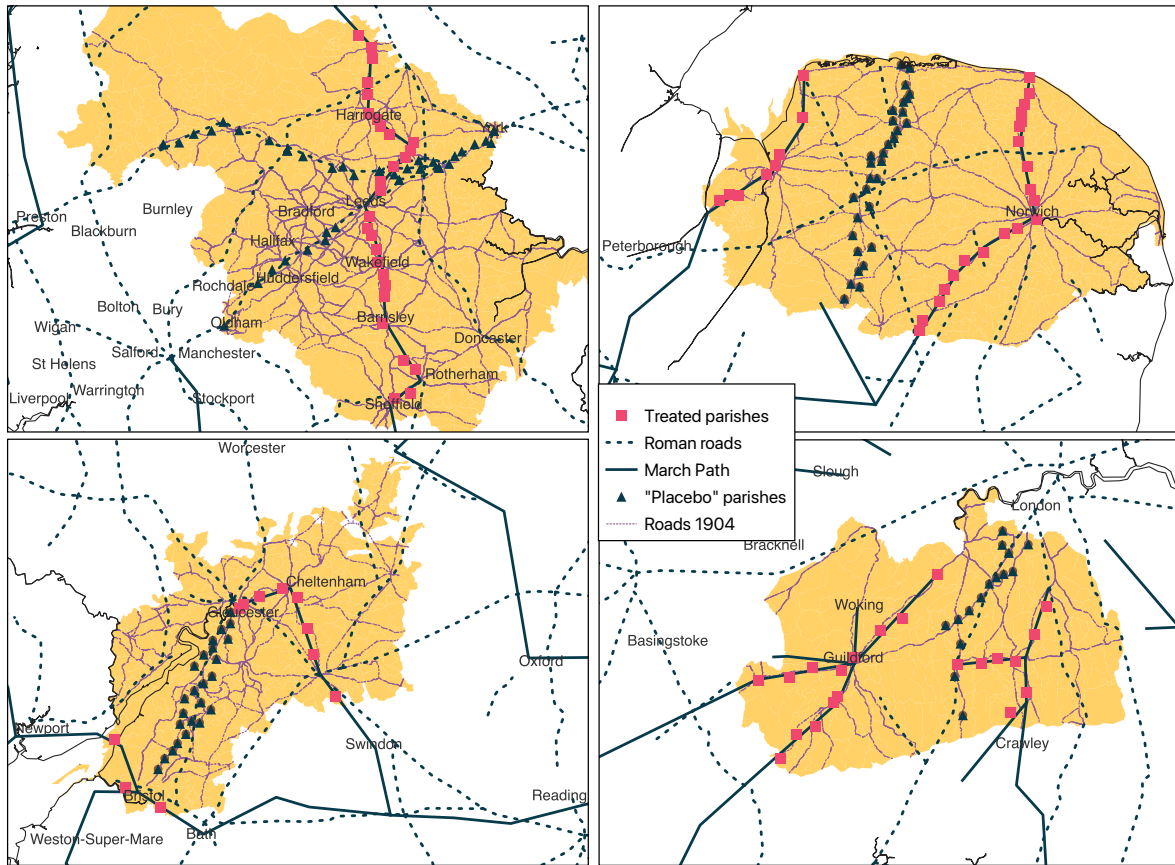 Harrogate
York
Leeds
Bradford
Burnley
Preston
Blackburn
Halifax
Wakefield
Huddersfield
Rochdale
Bolton
Bury
Oldham
Barnsley
Wigan
Salford
Manchester
Doncaster
St Helens
Rotherham
Warrington
Liverpool
Stockport
Sheffield
Norwich
Peterborough
Treated parishes
Roman roads
March Path
"Placebo" parishes
Roads 1904
Worcester
Cheltenham
Gloucester
Oxford
Newport
Swindon
Bristol
Reading
Weston-Super-Mare
Bath
Slough
London
Bracknell
Woking
Basingstoke
Guildford
Crawley